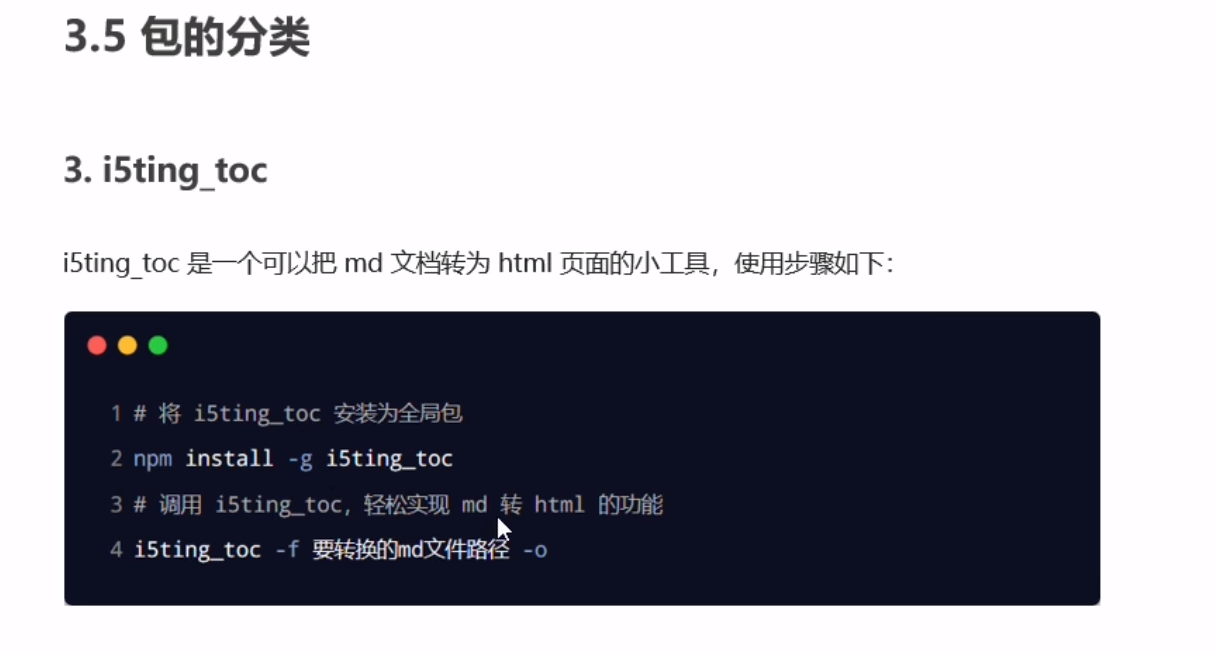 3.5 包的分类
3. i5ting_toc
i5ting_toc 是一个可以把 md 文档转为 html 页面的小工具，使用步骤如下：
1 # 将 i5ting_toc 安装为全局包
2 npm install -g i5ting_toc
3 # 调用 i5ting_toc，轻松实现 md 转 html 的功能
4 i5ting_toc -f 要转换的md文件路径 -o